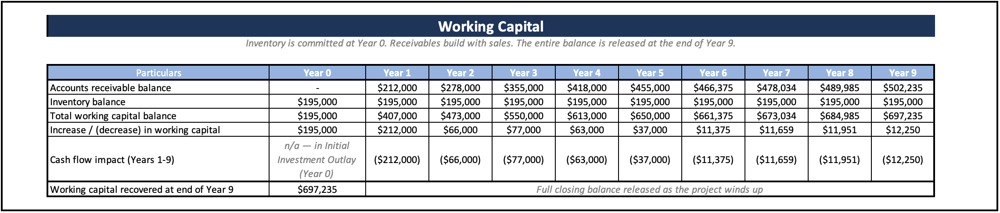 Working Capital
Inventory is committed at Year 0. Receivables build with sales. The entire balance is released at the end of Year 9.
Particulars Year 0 Year 1 Year 2 Year 3 Year 4 Year 5 Year 6 Year 7 Year 8 Year 9
Accounts receivable balance - $212,000 $278,000 $355,000 $418,000 $455,000 $466,375 $478,034 $489,985 $502,235
Inventory balance $195,000 $195,000 $195,000 $195,000 $195,000 $195,000 $195,000 $195,000 $195,000 $195,000
Total working capital balance $195,000 $407,000 $473,000 $550,000 $613,000 $650,000 $661,375 $673,034 $684,985 $697,235
Increase / (decrease) in working capital $195,000 $212,000 $66,000 $77,000 $63,000 $37,000 $11,375 $11,659 $11,951 $12,250
n/a — in Initial
Cash flow impact (Years 1-9) Investment Outlay ($212,000) ($66,000) ($77,000) ($63,000) ($37,000) ($11,375) ($11,659) ($11,951) ($12,250)
(Year 0)
Working capital recovered at end of Year 9 $697,235 Full closing balance released as the project winds up